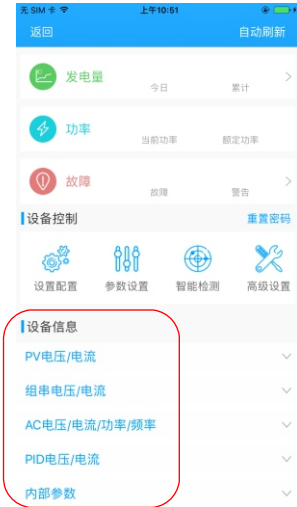 无 SIM 卡 上午10:51
返回 自动刷新
发电量 今日 累计
功率 当前功率 额定功率
故障 故障 警告
设备控制 重置密码
设置配置 参数设置 智能检测 高级设置
设备信息
PV电压/电流
组串电压/电流
AC电压/电流/功率/频率
PID电压/电流
内部参数